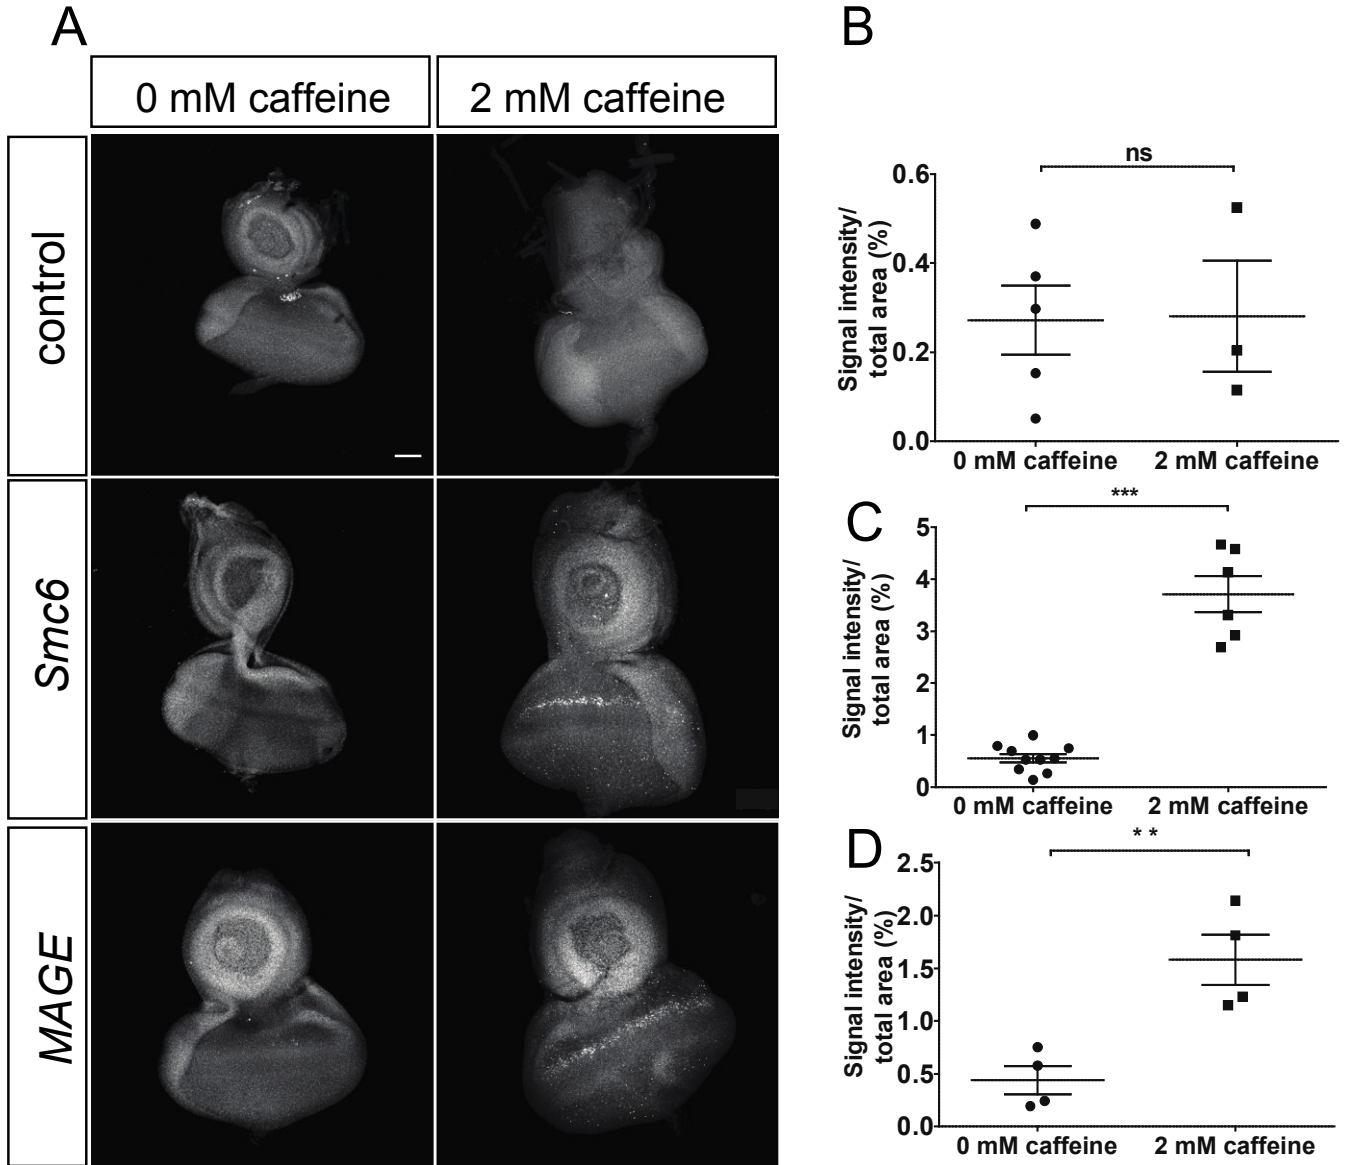 A
0 mM caffeine
2 mM caffeine
control
Smc6
MAGE
B
ns
Signal intensity/
total area (%)
0.6
0.4
0.2
0.0
0 mM caffeine
2 mM caffeine
C
***
Signal intensity/
total area (%)
5
4
3
2
1
0
0 mM caffeine
2 mM caffeine
D
* *
Signal intensity/
total area (%)
2.5
2.0
1.5
1.0
0.5
0.0
0 mM caffeine
2 mM caffeine